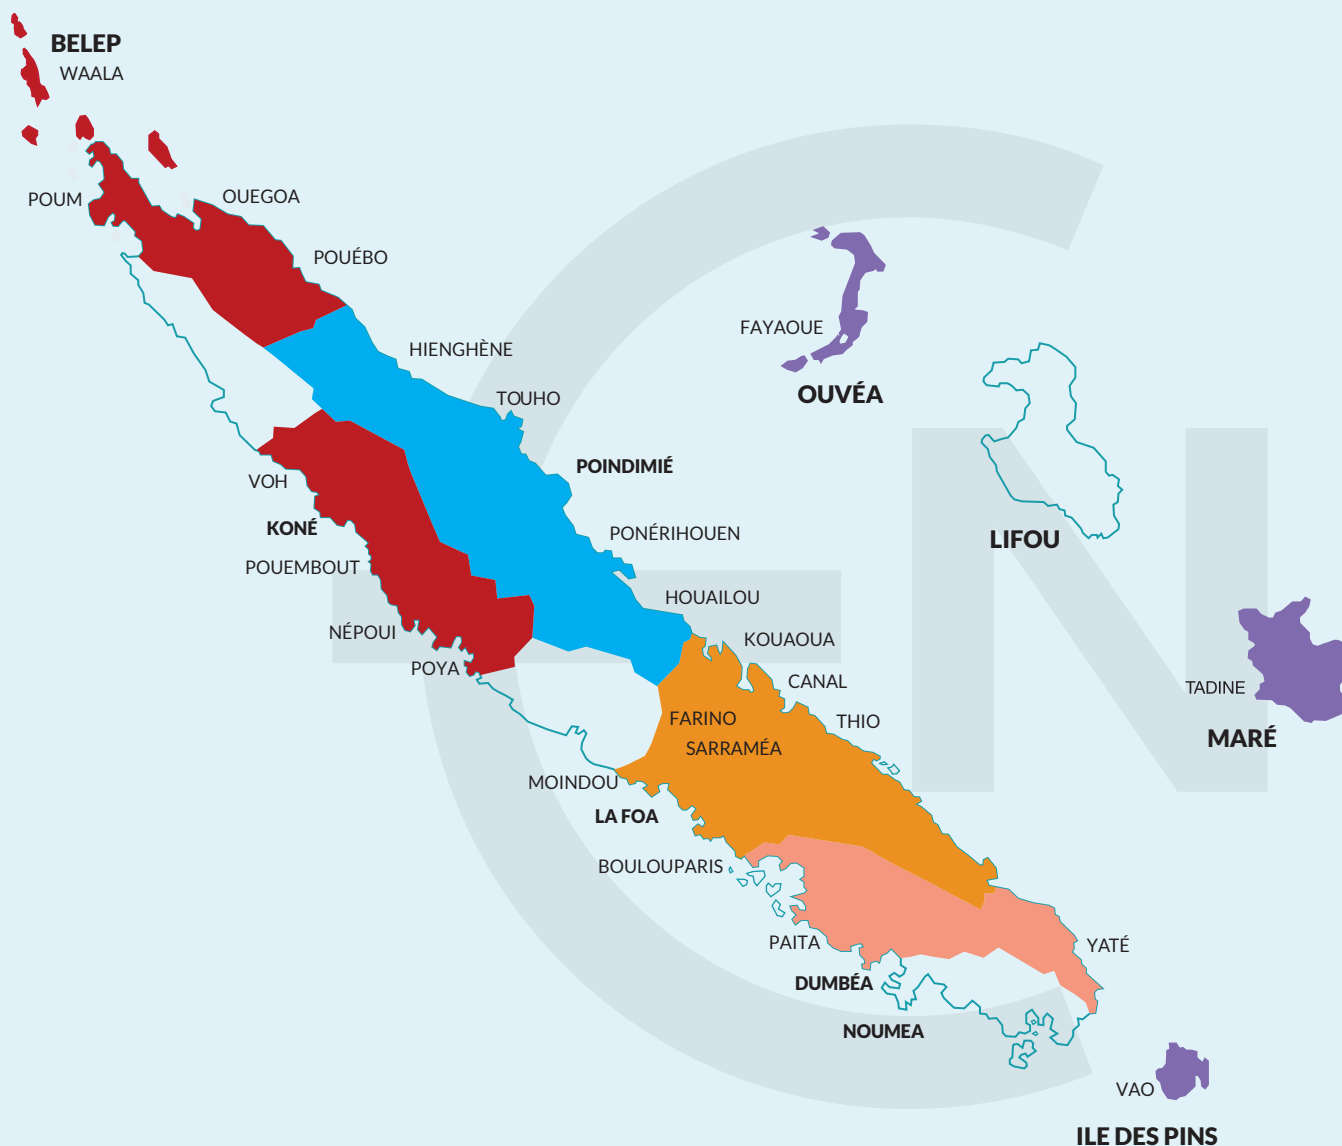 BELEP
WAALA
POUM
OUEGOA
POUÉBO
HIENGHÈNE
TOUHO
POINDIMIÉ
PONÉRIHOUEN
HOUAILOU
KOUAOUA
CANAL
THIO
VOH
KONÉ
POUEMBOUT
NÉPOUI
POYA
FARINO
SARRAMÉA
MOINDOU
LA FOA
BOULOUPARIS
PAITA
DUMBÉA
NOUMEA
YATÉ
FAYAOUE
OUVÉA
LIFOU
TADINE
MARÉ
VAO
ILE DES PINS